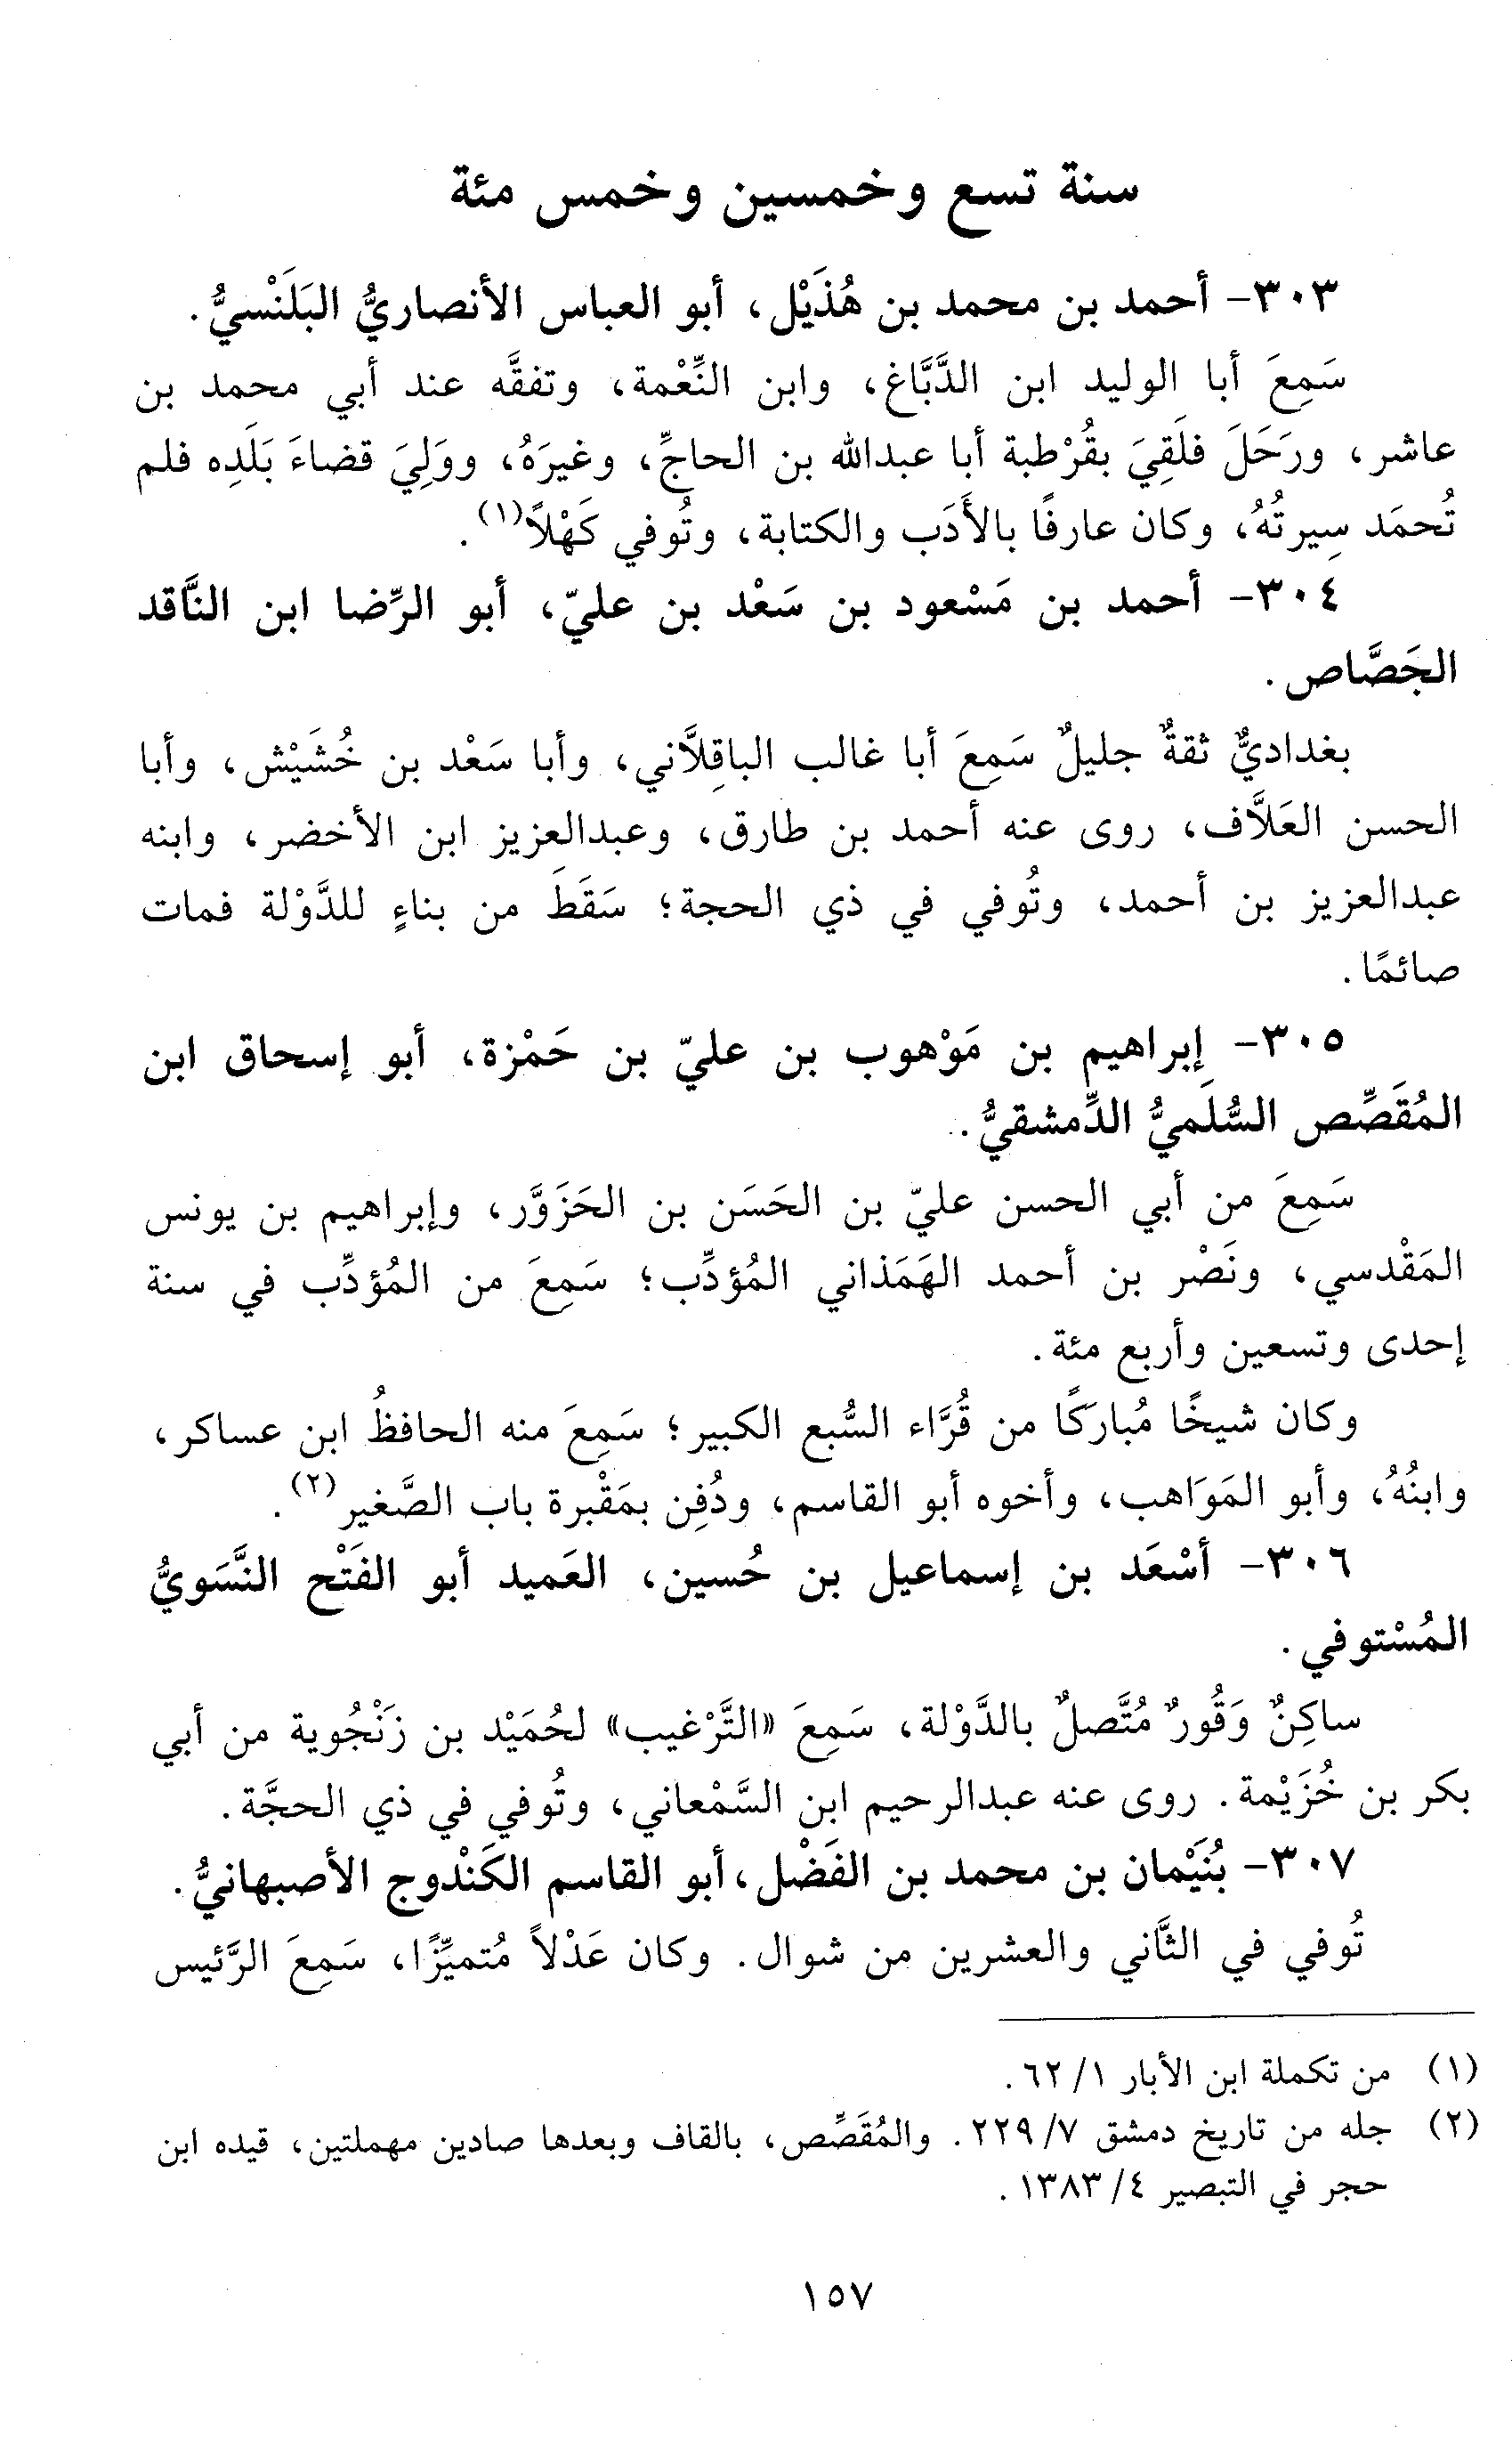 سنة تسع وخمسين وخمس مئة
٣٠٣- أحمد بن محمد بن هُذَيْل، أبو العباس الأنصاريُّ البَلَنْسيُّ.
سَمِعَ أبا الوليد ابن الدَّبَّاغ، وابن النِّعْمة، وتفقَّه عند أبي محمد بن
عاشر، ورَحَلَ فلَقِيَ بقُرْطبة أبا عبدالله بن الحاجِّ، وغيرَهُ، ووَلِيَ قضاءَ بَلَدِه فلم
تُحمَد سِيرتُهُ، وكان عارفًا بالأَدَب والكتابة، وتُوفي كَهْلاً(١).
٣٠٤- أحمد بن مَسْعود بن سَعْد بن عليّ، أبو الرِّضا ابن النَّاقد
الجَصَّاص.
بغداديٌّ ثقةٌ جليلٌ سَمِعَ أبا غالب الباقِلاَّني، وأبا سَعْد بن خُشَيْش، وأبا
الحسن العَلاَّف، روى عنه أحمد بن طارق، وعبدالعزيز ابن الأخضر، وابنه
عبدالعزيز بن أحمد، وتُوفي في ذي الحجة؛ سَقَطَ من بناءٍ للدَّوْلة فمات
صائمًا.
٣٠٥- إبراهيم بن مَوْهوب بن عليّ بن حَمْزة، أبو إسحاق ابن
المُقَصِّص السُّلَميُّ الدِّمشقيُّ.
سَمِعَ من أبي الحسن عليّ بن الحَسَن بن الحَزَوَّر، وإبراهيم بن يونس
المَقْدسي، ونَصْر بن أحمد الهَمَذاني المُؤدِّب؛ سَمِعَ من المُؤدِّب في سنة
إحدى وتسعين وأربع مئة.
وكان شيخًا مُباركًا من قُرَّاء السُّبع الكبير؛ سَمِعَ منه الحافظُ ابن عساكر،
وابنُهُ، وأبو المَوَاهب، وأخوه أبو القاسم، ودُفِن بمَقْبرة باب الصَّغير(٢).
٣٠٦- أسْعَد بن إسماعيل بن حُسين، العَميد أبو الفَتْح النَّسَويُّ
المُسْتوفي.
ساكِنٌ وَقُورٌ مُتَّصلٌ بالدَّوْلة، سَمِعَ «التَّرْغيب» لحُمَيْد بن زَنْجُوية من أبي
بكر بن خُزَيْمة. روى عنه عبدالرحيم ابن السَّمْعاني، وتُوفي في ذي الحجَّة.
٣٠٧- بُنَيْمان بن محمد بن الفَضْل، أبو القاسم الكَنْدوج الأصبهانيُّ.
تُوفي في الثَّاني والعشرين من شوال. وكان عَدْلاً مُتميِّزًا، سَمِعَ الرَّئيس
(١) من تكملة ابن الأبار ١/ ٦٢.
(٢) جله من تاريخ دمشق ٧/ ٢٢٩. والمُقَصِّص، بالقاف وبعدها صادين مهملتين، قيده ابن
حجر في التبصير ٤/ ١٣٨٣.
١٥٧